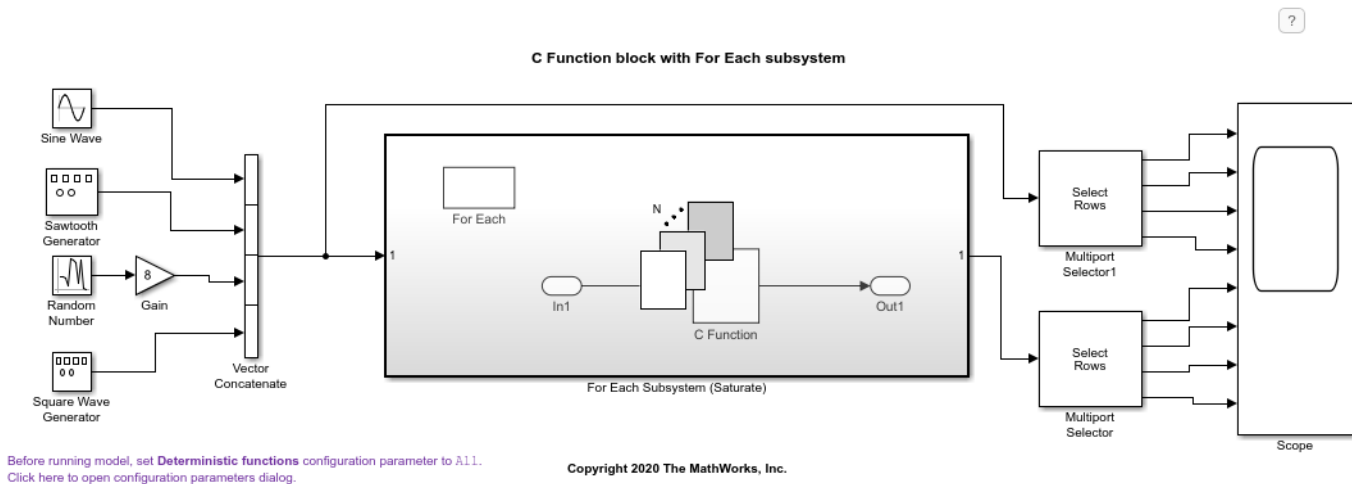 ?
C Function block with For Each subsystem
Sine Wave
Sawtooth
Generator
Random
Number
8
Gain
Square Wave
Generator
Vector
Concatenate
1
For Each
N
In1
C Function
Out1
1
For Each Subsystem (Saturate)
Select
Rows
Multiport
Selector1
Select
Rows
Multiport
Selector
Scope
Before running model, set Deterministic functions configuration parameter to All.
Click here to open configuration parameters dialog.
Copyright 2020 The MathWorks, Inc.